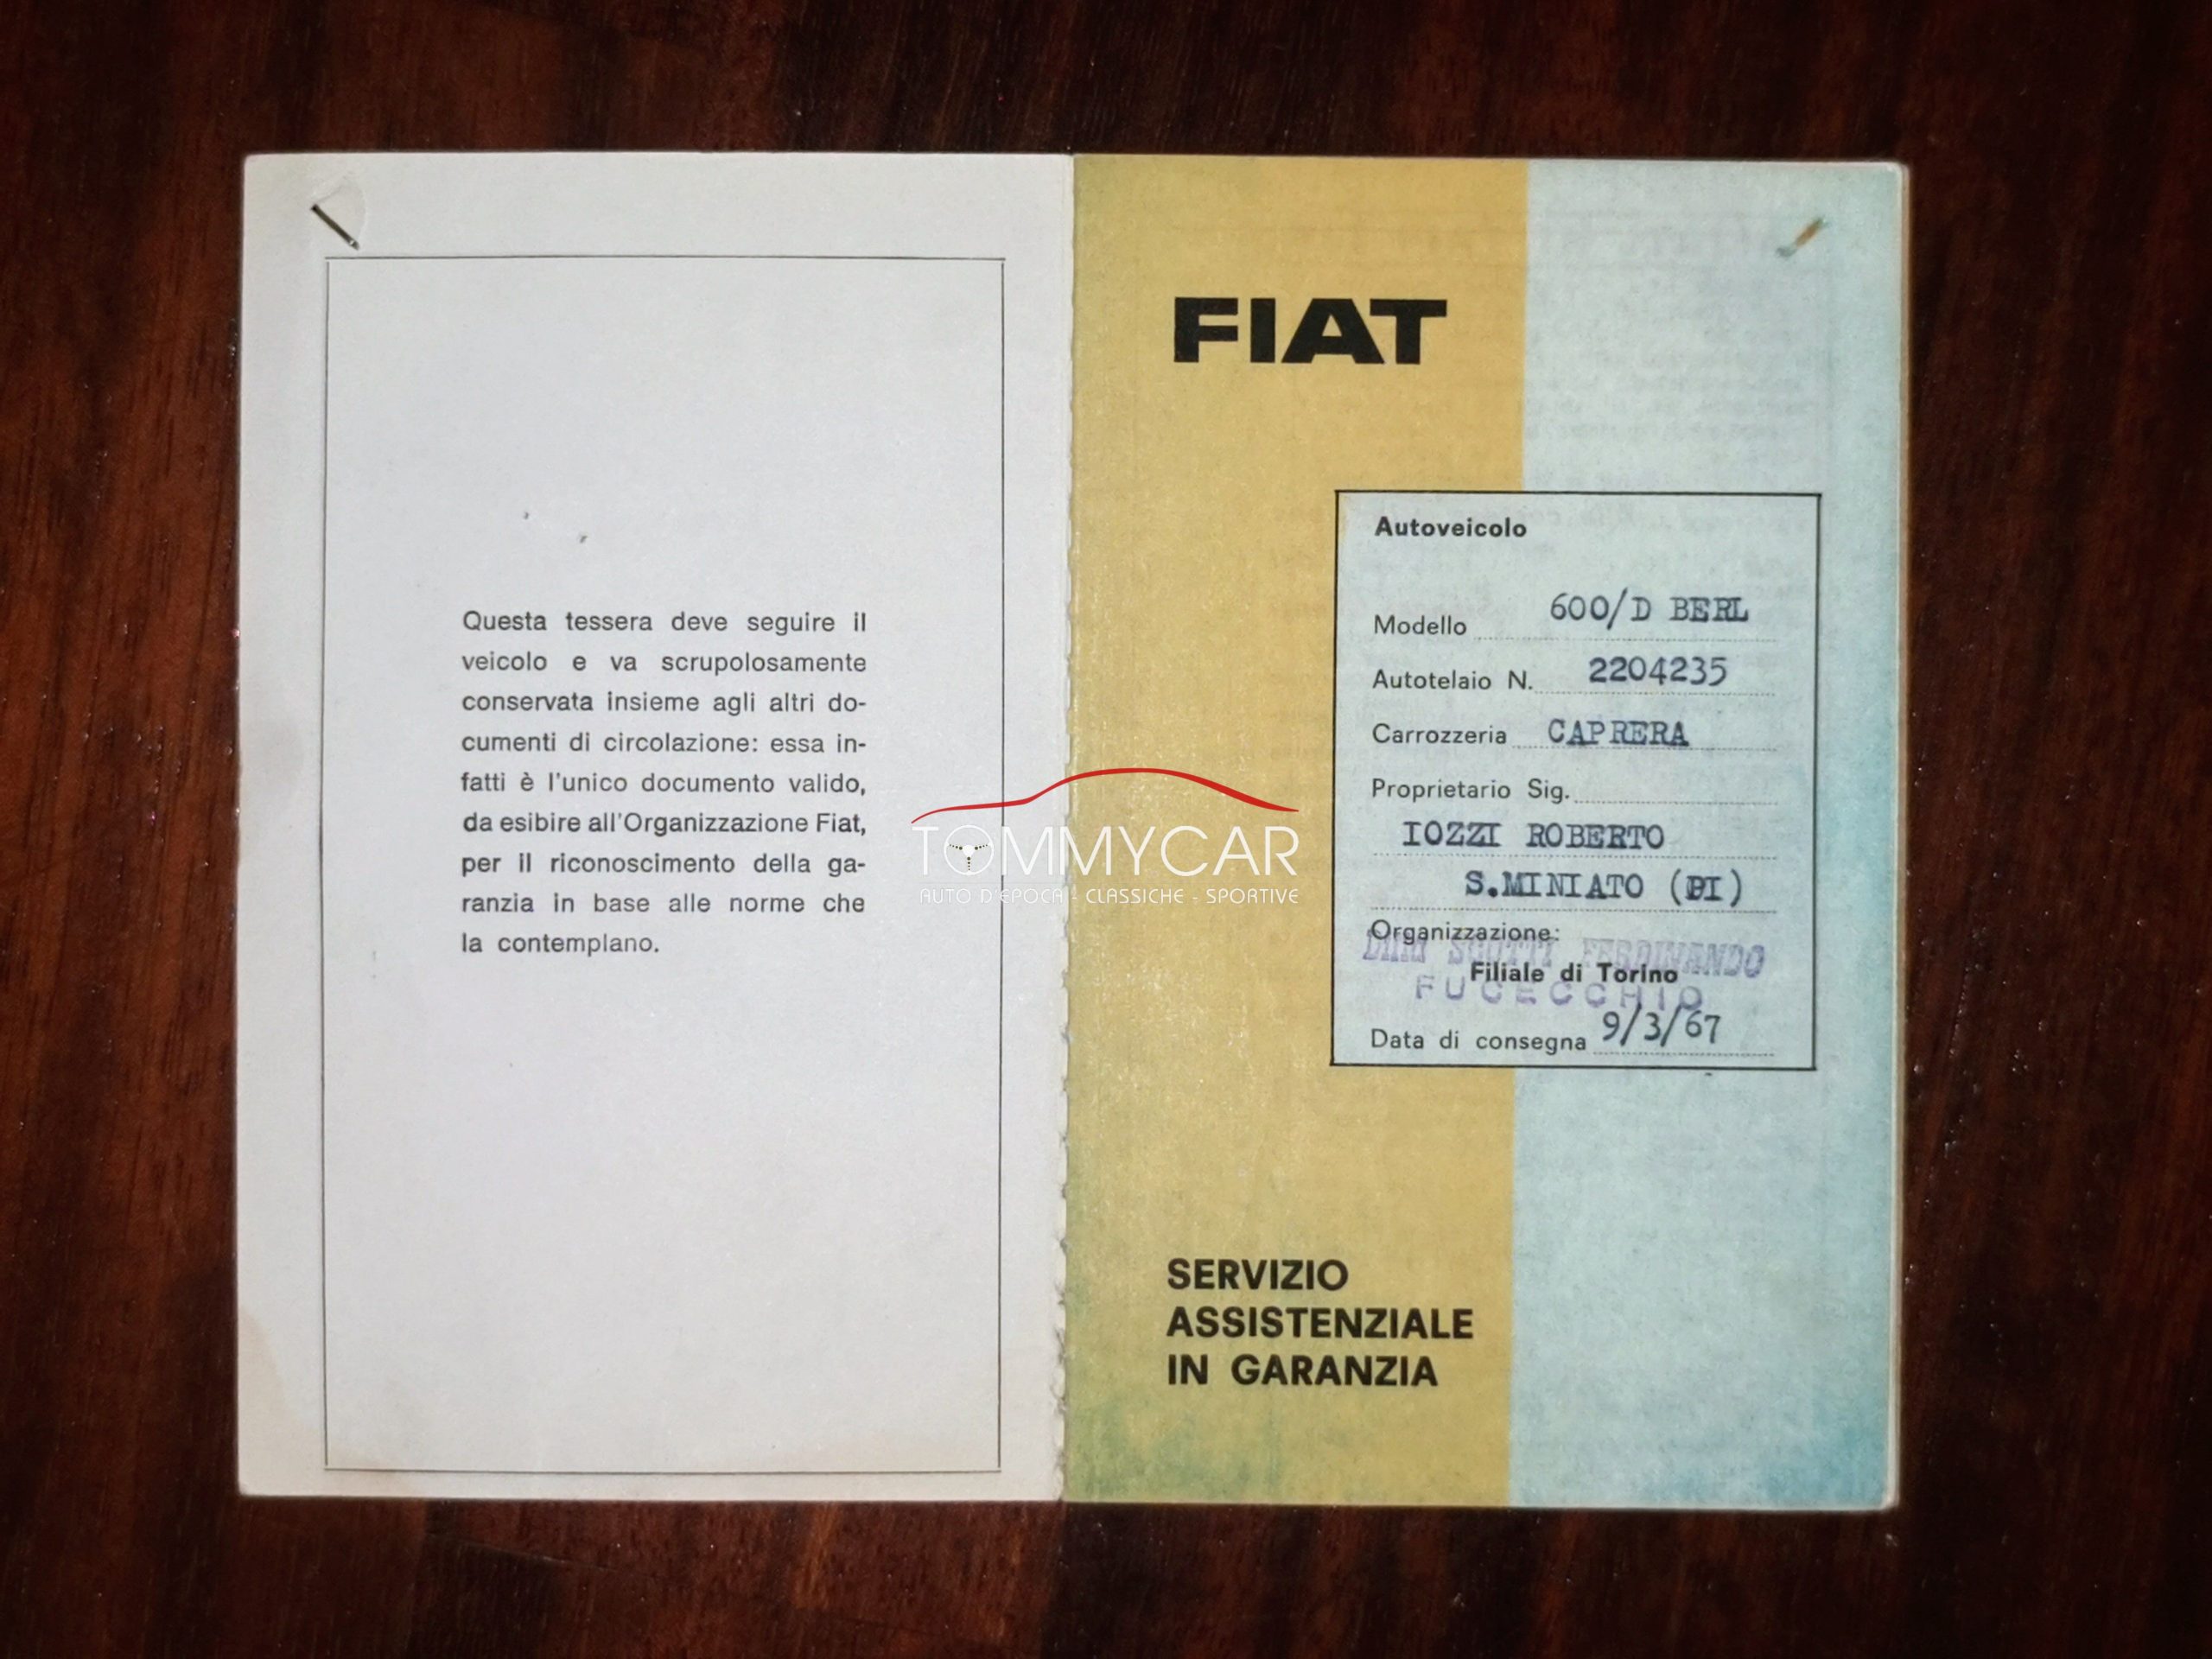 Questa tessera deve seguire il
veicolo e va scrupolosamente
conservata insieme agli altri do-
cumenti di circolazione: essa in-
fatti è l'unico documento valido,
da esibire all'Organizzazione Fiat,
per il riconoscimento della ga-
ranzia in base alle norme che
la contemplano.
TOMMYCAR
AUTO D'EPOCA - CLASSICHE - SPORTIVE
FIAT
Autoveicolo
Modello 600/D BERL
Autotelaio N. 2204235
Carrozzeria CAPRERA
Proprietario Sig.
IOZZI ROBERTO
S.MINIATO (PI)
Organizzazione:
SCOTTI FERDINANDO
Filiale di Torino
FUCECCHIO
Data di consegna 9/3/67
SERVIZIO
ASSISTENZIALE
IN GARANZIA